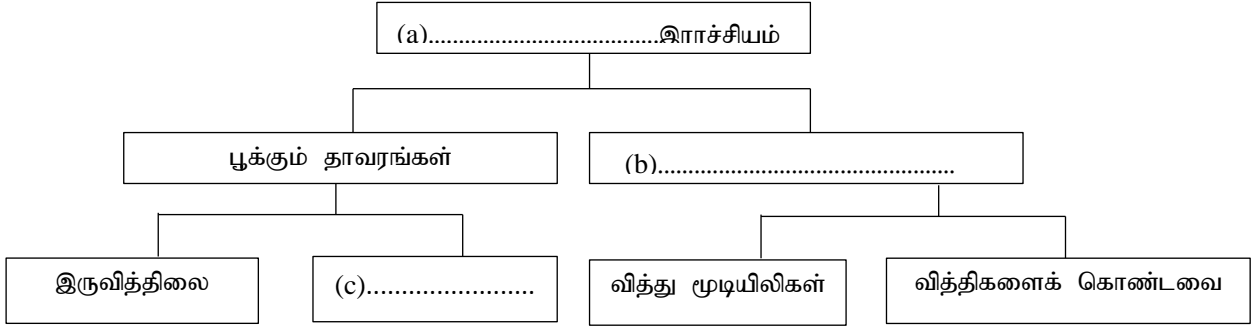 (a).......................................இராச்சியம்
பூக்கும் தாவரங்கள்
(b).................................................
இருவித்திலை
(c)............................
வித்து மூடியிலிகள்
வித்திகளைக் கொண்டவை